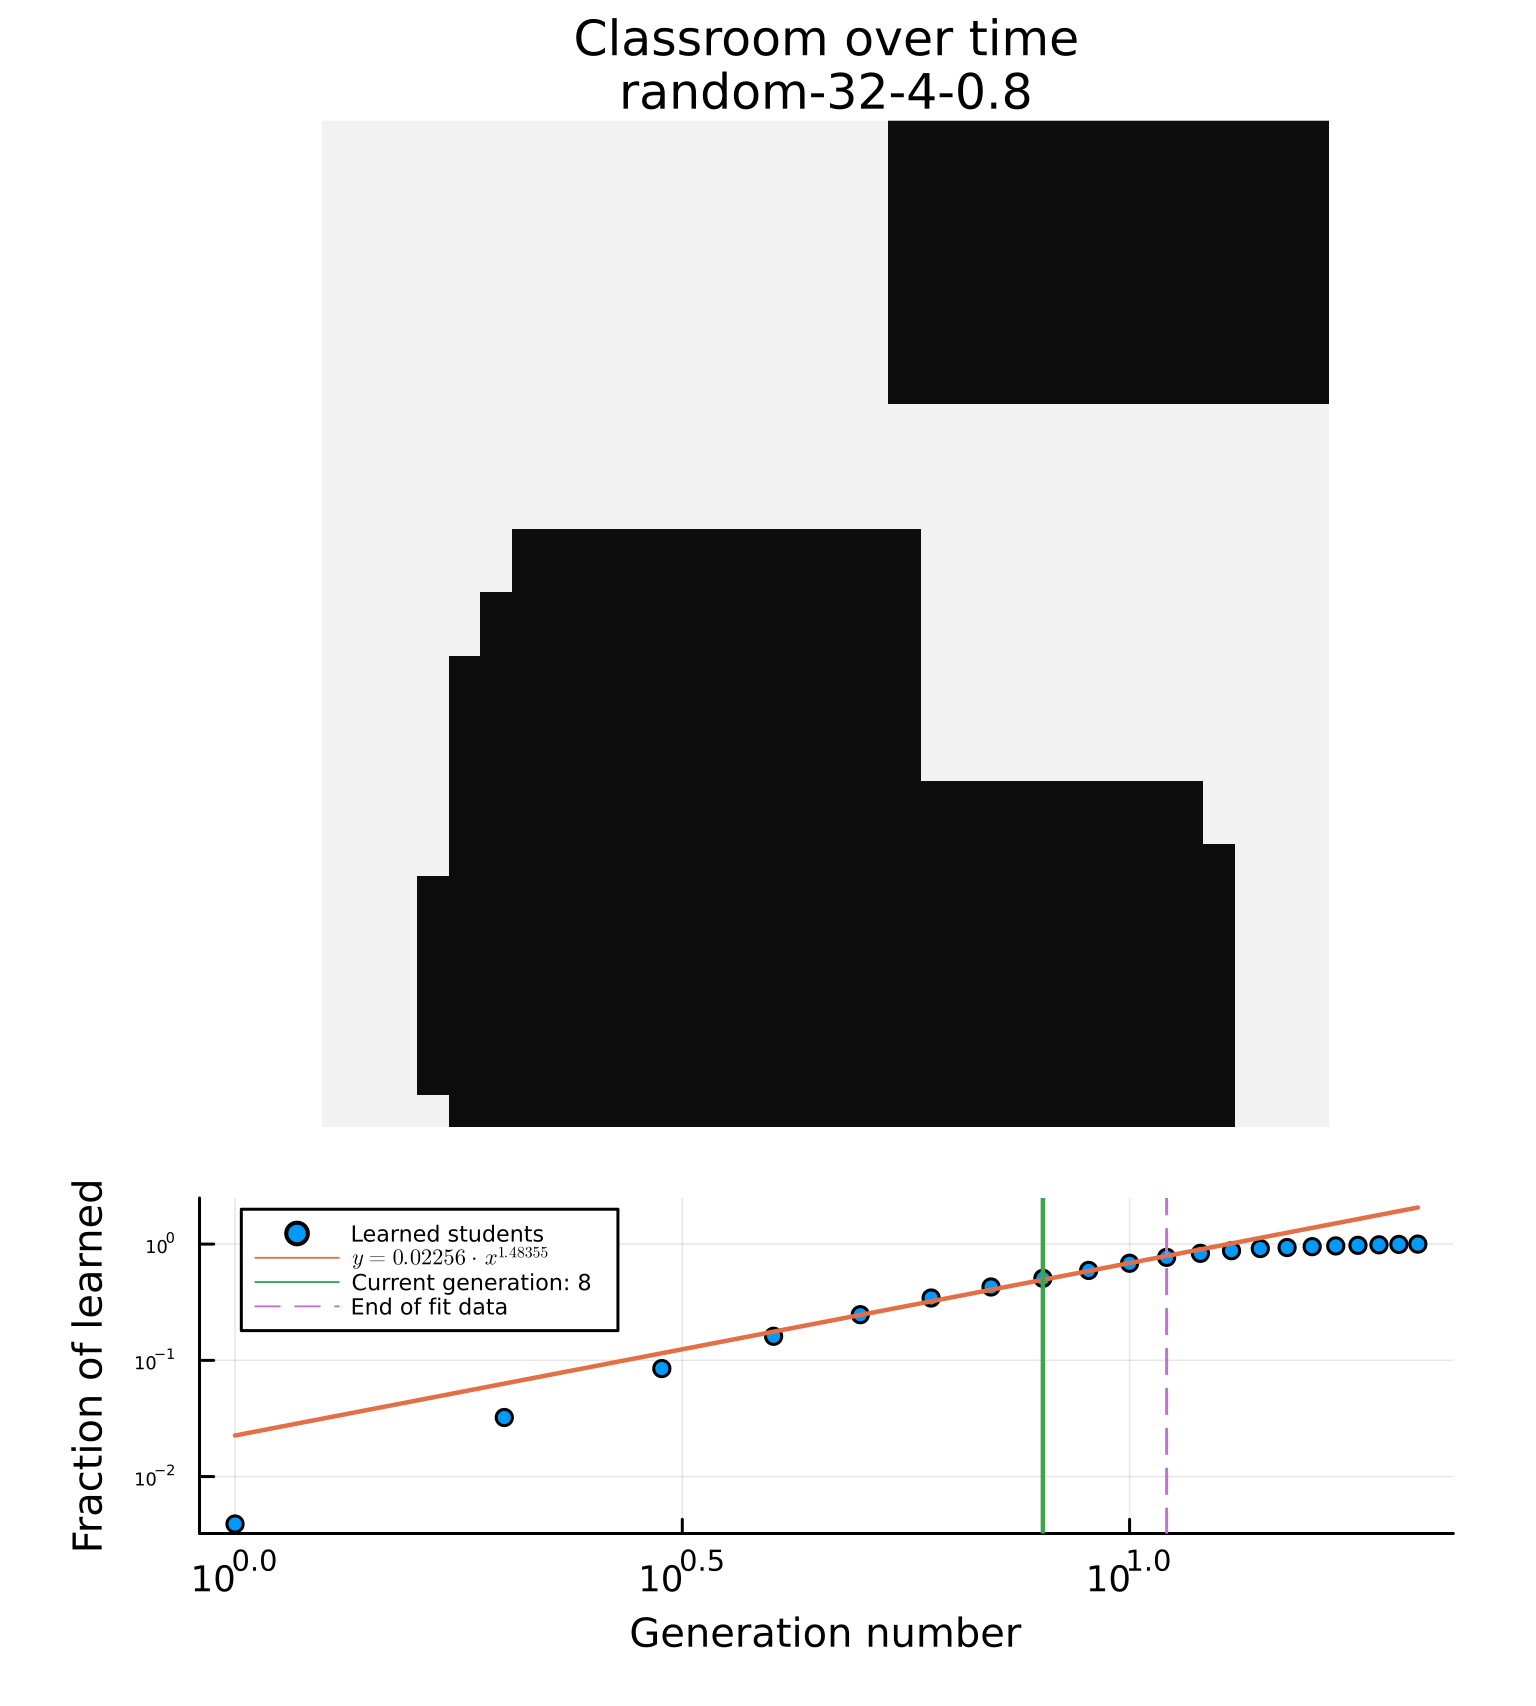 Classroom over time
random-32-4-0.8
Fraction of learned
10^0
10^−1
10^−2
Learned students
y = 0.02256 · x^1.48355
Current generation: 8
End of fit data
10^0.0 10^0.5 10^1.0
Generation number